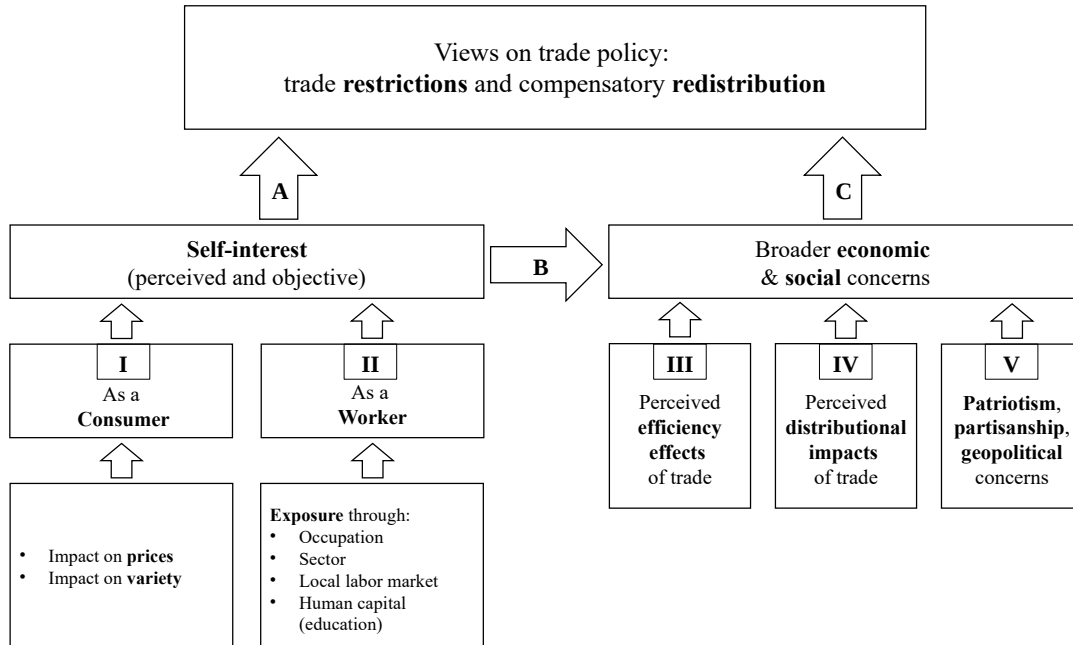 Views on trade policy:
trade restrictions and compensatory redistribution
A
C
Self-interest
(perceived and objective)
B
Broader economic
& social concerns
I
As a
Consumer
II
As a
Worker
III
Perceived
efficiency
effects
of trade
IV
Perceived
distributional
impacts
of trade
V
Patriotism,
partisanship,
geopolitical
concerns
• Impact on prices
• Impact on variety
Exposure through:
• Occupation
• Sector
• Local labor market
• Human capital
(education)